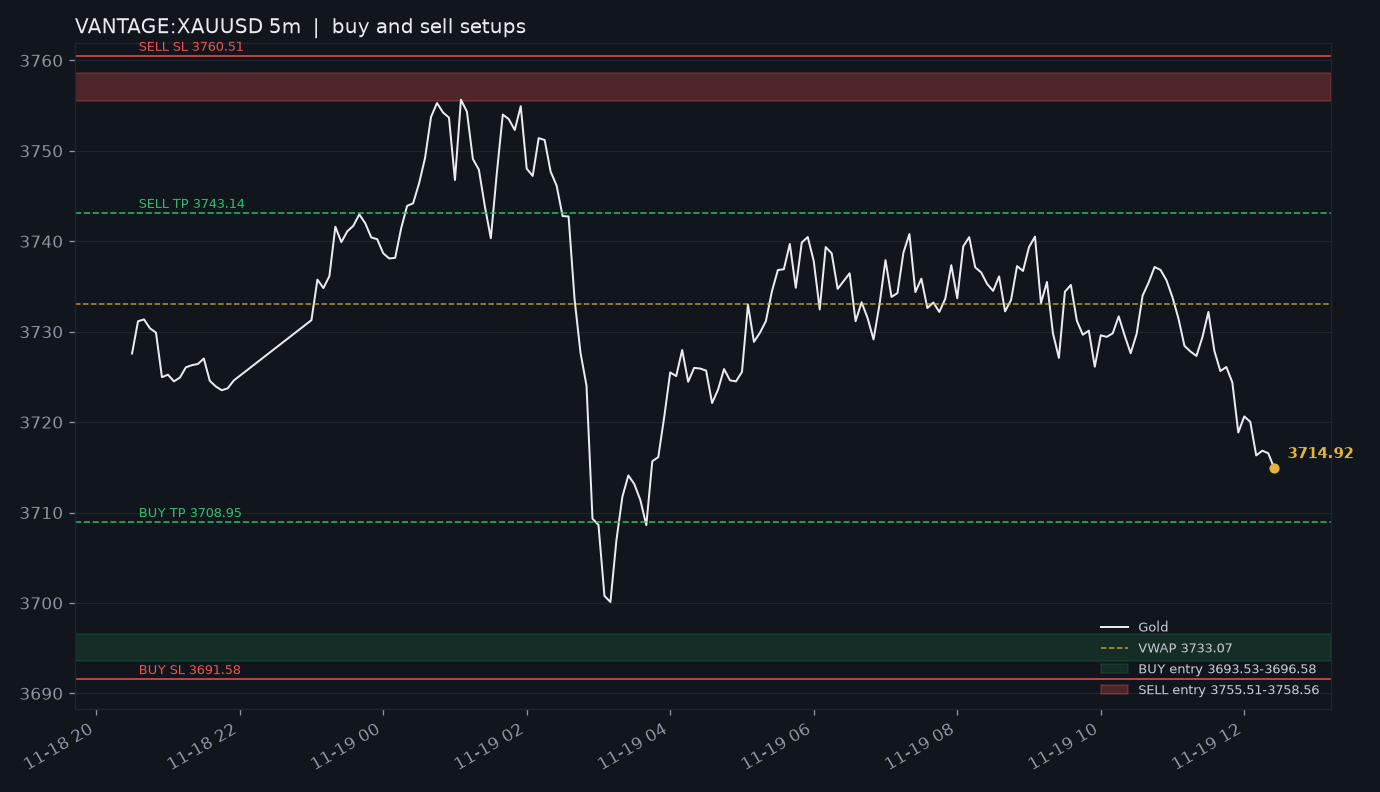 VANTAGE:XAUUSD 5m | buy and sell setups
SELL SL 3760.51
3760
3750
SELL TP 3743.14
3740
3730
3720
3714.92
BUY TP 3708.95
3710
3700
Gold
VWAP 3733.07
BUY entry 3693.53-3696.58
SELL entry 3755.51-3758.56
BUY SL 3691.58
3690
11-18 20
11-18 22
11-19 00
11-19 02
11-19 04
11-19 06
11-19 08
11-19 10
11-19 12